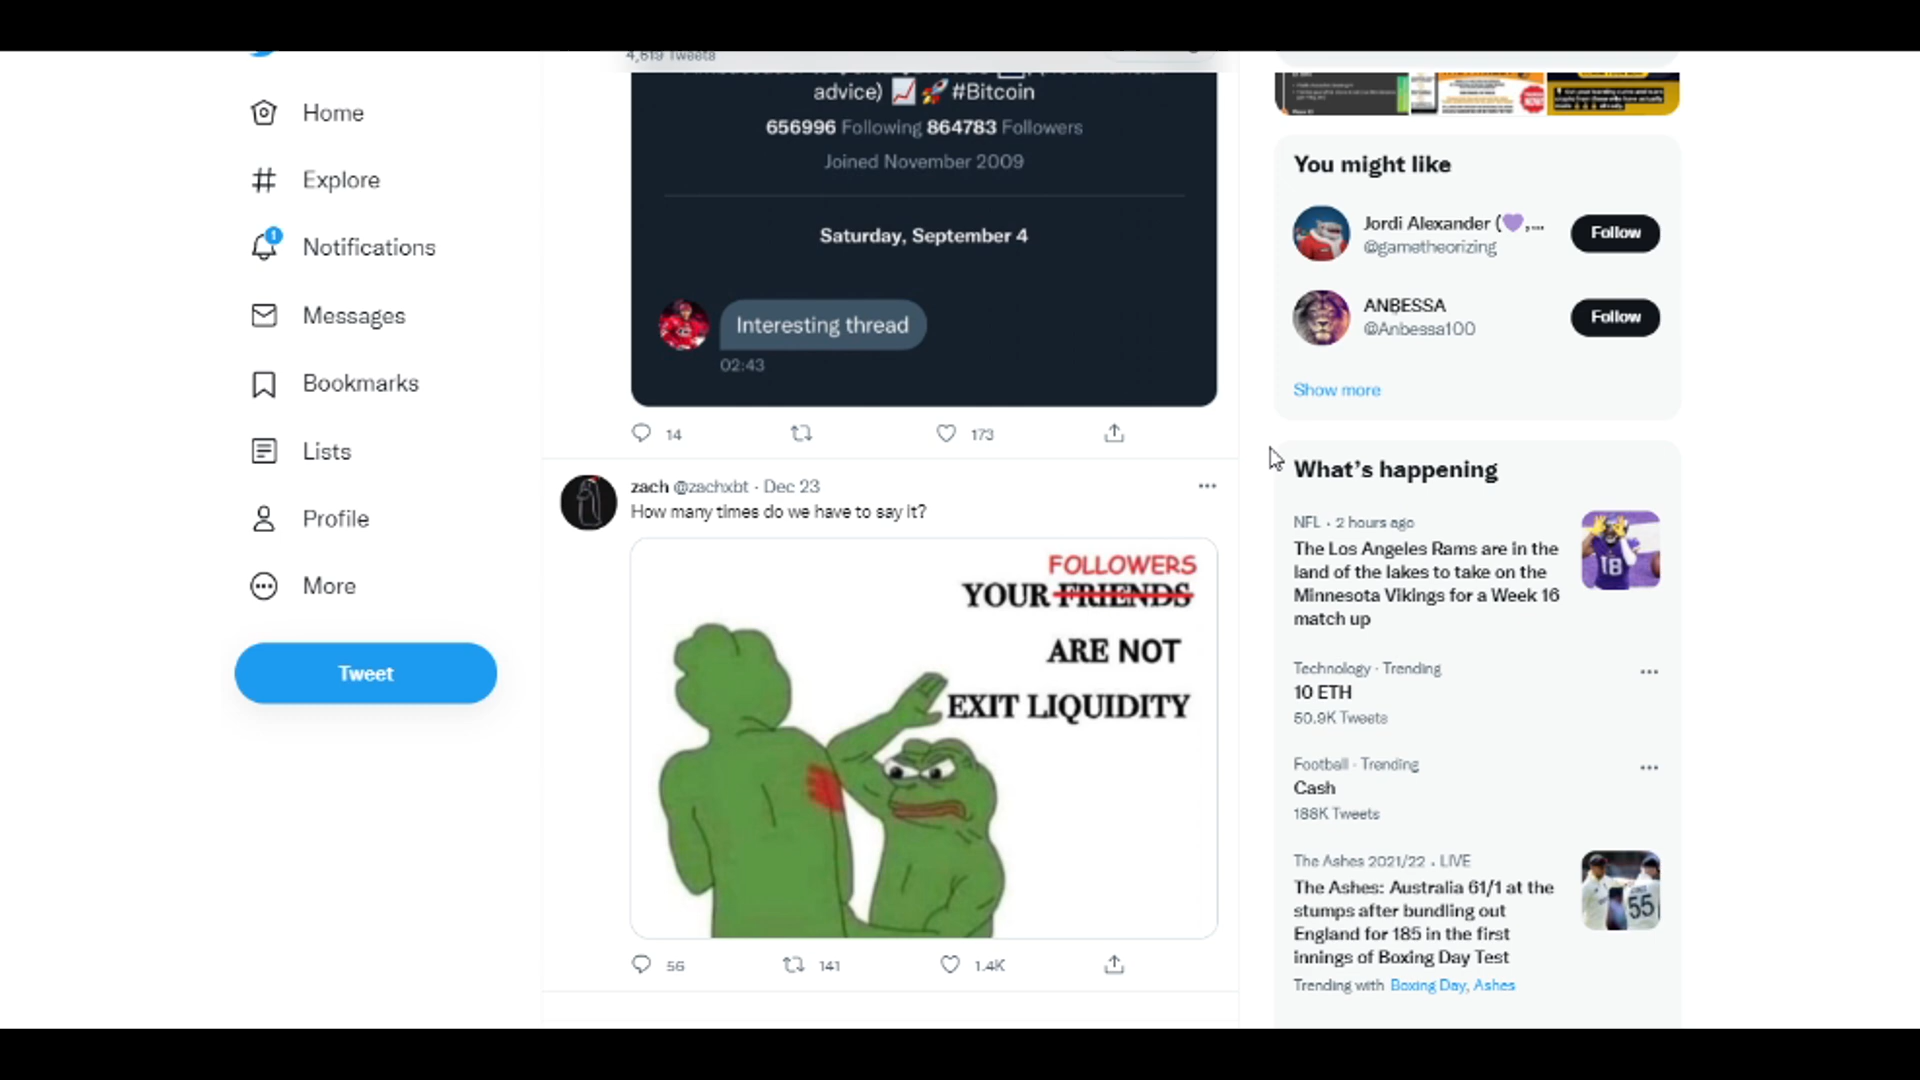 4,619 Tweets
advice) 📈 🚀 #Bitcoin
656996 Following 864783 Followers
Joined November 2009
Saturday, September 4
Interesting thread
02:43
14
173
zach @zachxbt · Dec 23
How many times do we have to say it?
FOLLOWERS
YOUR FRIENDS
ARE NOT
EXIT LIQUIDITY
56
141
1.4K
Home
Explore
1
Notifications
Messages
Bookmarks
Lists
Profile
More
Tweet
You might like
Jordi Alexander (💜,...
@gametheorizing
Follow
ANBESSA
@Anbessa100
Follow
Show more
What's happening
NFL · 2 hours ago
The Los Angeles Rams are in the
land of the lakes to take on the
Minnesota Vikings for a Week 16
match up
18
Technology · Trending
10 ETH
50.9K Tweets
Football · Trending
Cash
188K Tweets
The Ashes 2021/22 · LIVE
The Ashes: Australia 61/1 at the
stumps after bundling out
England for 185 in the first
innings of Boxing Day Test
55
Trending with Boxing Day, Ashes